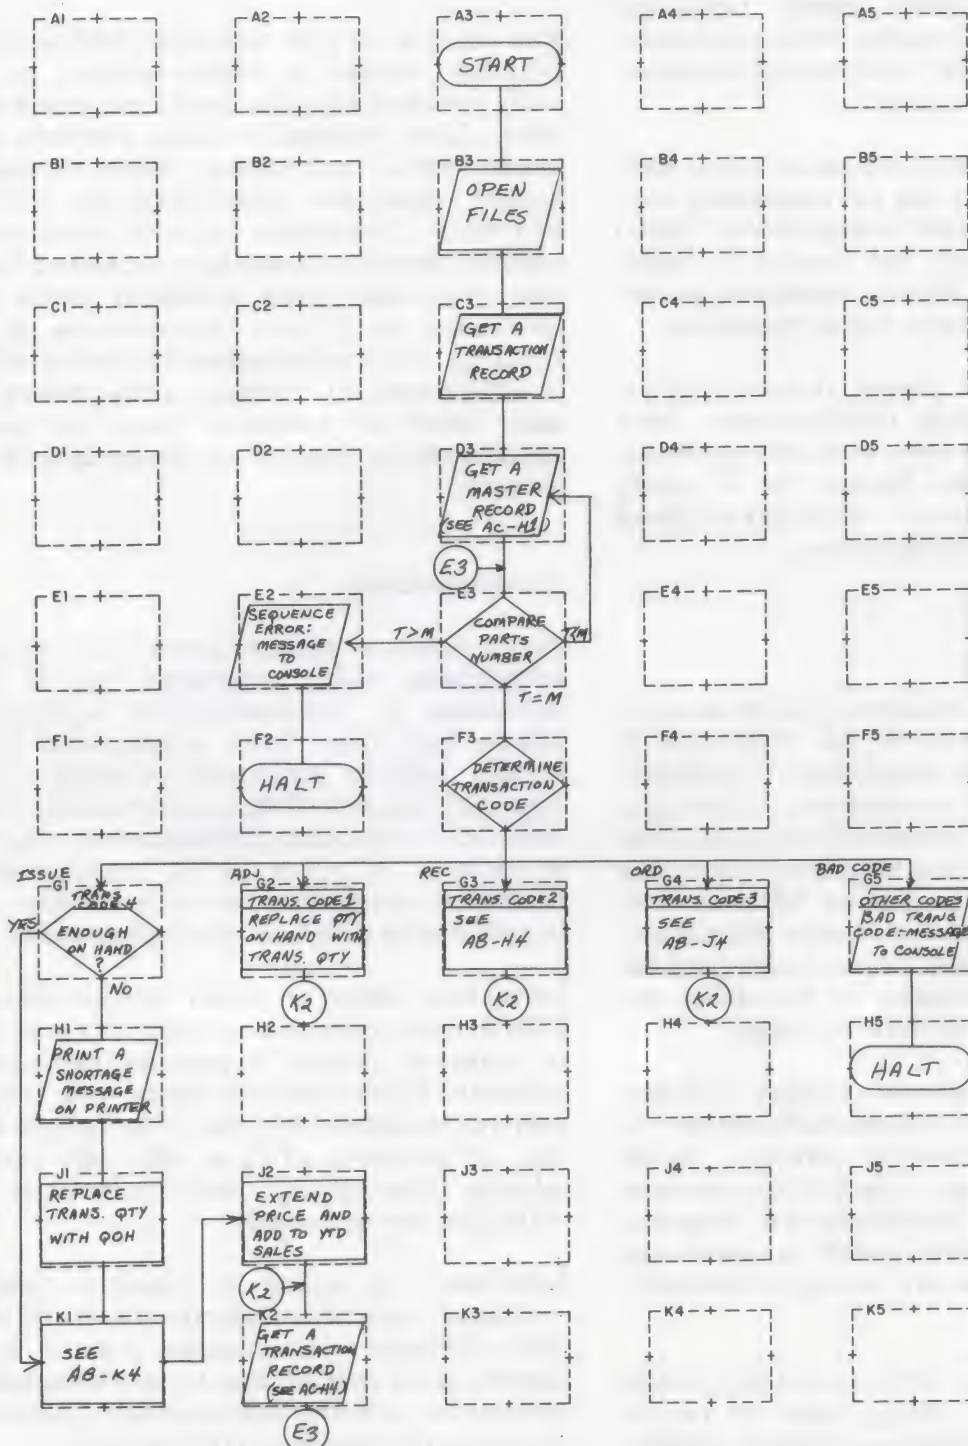 A1 A2 A3 A4 A5
START
B1 B2 B3 B4 B5
OPEN
FILES
C1 C2 C3 C4 C5
GET A
TRANSACTION
RECORD
D1 D2 D3 D4 D5
GET A
MASTER
RECORD
(SEE AC-H1)
E3
E1 E2 E3 E4 E5
SEQUENCE
ERROR:
MESSAGE
TO
CONSOLE
T>M
COMPARE
PARTS
NUMBER
T=M
F1 F2 F3 F4 F5
HALT
DETERMINE
TRANSACTION
CODE
ISSUE
ADJ
REC
ORD
BAD CODE
G1 G2 G3 G4 G5
TRANS
CODE 4
YES
ENOUGH
ON HAND
?
NO
TRANS. CODE 1
REPLACE QTY
ON HAND WITH
TRANS. QTY
K2
TRANS. CODE 2
SEE
AB-H4
K2
TRANS. CODE 3
SEE
AB-J4
K2
OTHER CODES
BAD TRANS
CODE: MESSAGE
TO CONSOLE
H1 H2 H3 H4 H5
PRINT A
SHORTAGE
MESSAGE
ON PRINTER
HALT
J1 J2 J3 J4 J5
REPLACE
TRANS. QTY
WITH QOH
EXTEND
PRICE AND
ADD TO YTD
SALES
K2
K1 K2 K3 K4 K5
SEE
AB-K4
GET A
TRANSACTION
RECORD
(SEE AC-H4)
E3